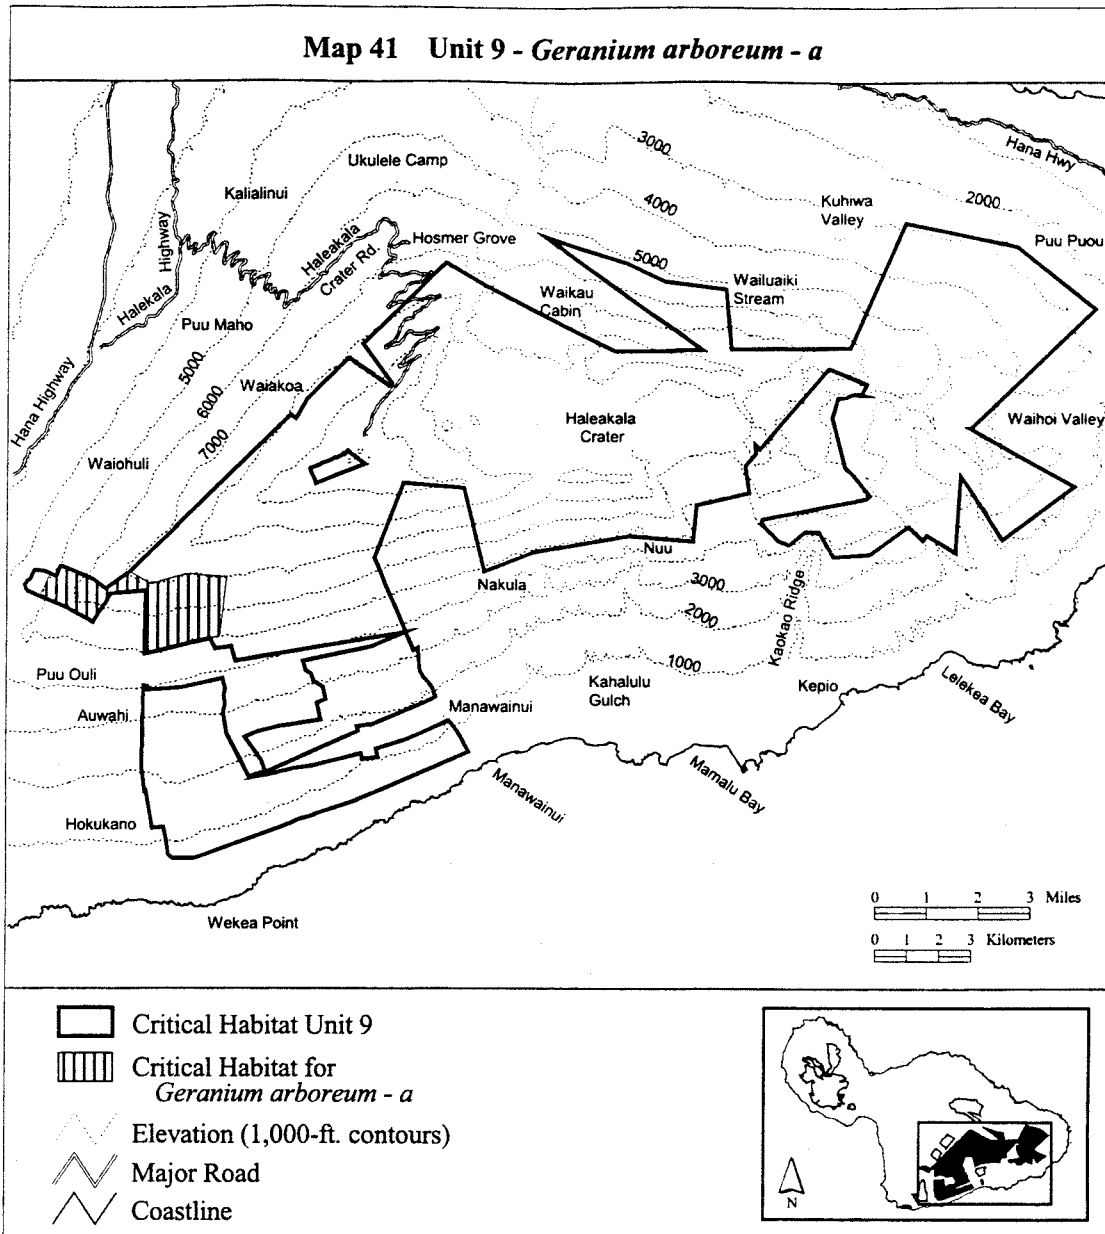 Map 41 Unit 9 - Geranium arboreum - a
Hana Hwy
3000
Ukulele Camp
Kalialinui
4000
Kuhiwa
Valley
2000
Puu Puou
Highway
Halekala
Haleakala
Crater Rd.
Hosmer Grove
5000
Wailuaiki
Stream
Waikau
Cabin
Puu Maho
5000
6000
7000
Waiakoa
Hana Highway
Waiohuli
Haleakala
Crater
Waihoi Valley
Nuu
Nakula
3000
2000
1000
Kaokao Ridge
Puu Ouli
Auwahi
Manawainui
Kahalulu
Gulch
Kepio
Lelekea Bay
Mamalu Bay
Manawainui
Hokukano
Wekea Point
0 1 2 3 Miles
0 1 2 3 Kilometers
Critical Habitat Unit 9
Critical Habitat for
Geranium arboreum - a
Elevation (1,000-ft. contours)
Major Road
Coastline
N